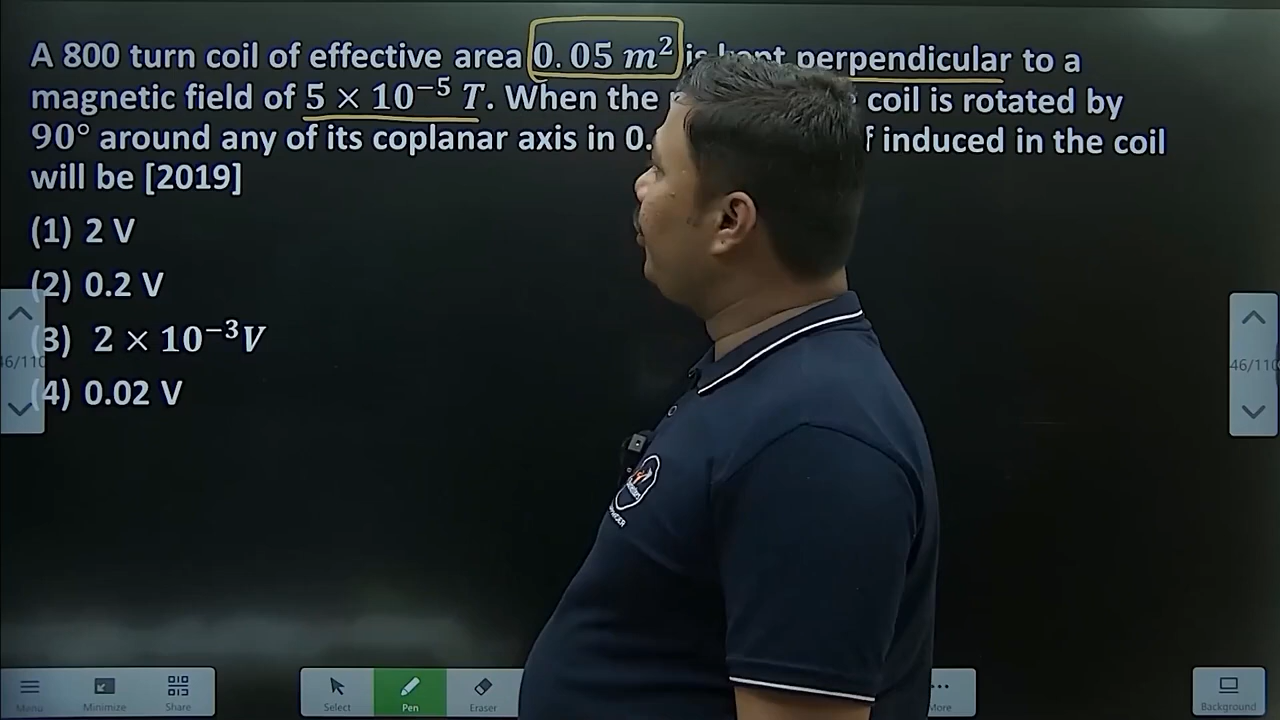 A 800 turn coil of effective area 0.05 m² is kept perpendicular to a
magnetic field of 5 × 10⁻⁵ T. When the coil is rotated by
90° around any of its coplanar axis in 0. induced in the coil
will be [2019]
(1) 2 V
(2) 0.2 V
(3) 2 × 10⁻³V
(4) 0.02 V
46/110
46/110
Menu Minimize Share Select Pen Eraser More Background